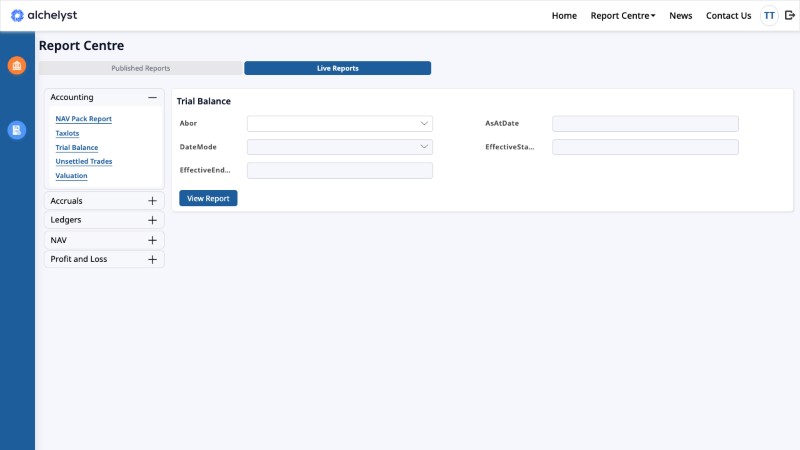 alchelyst
Home Report Centre News Contact Us TT
Report Centre
Published Reports Live Reports
Accounting
NAV Pack Report
Taxlots
Trial Balance
Unsettled Trades
Valuation
Accruals
Ledgers
NAV
Profit and Loss
Trial Balance
Abor AsAtDate
DateMode EffectiveSta...
EffectiveEnd...
View Report